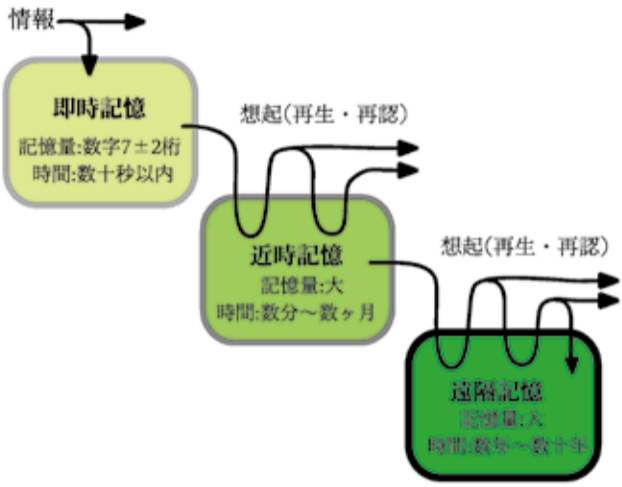 情報
即時記憶
記憶量:数字7±2桁
時間:数十秒以内
想起(再生・再認)
近時記憶
記憶量:大
時間:数分～数ヶ月
想起(再生・再認)
遠隔記憶
記憶量:大
時間:数年～数十年